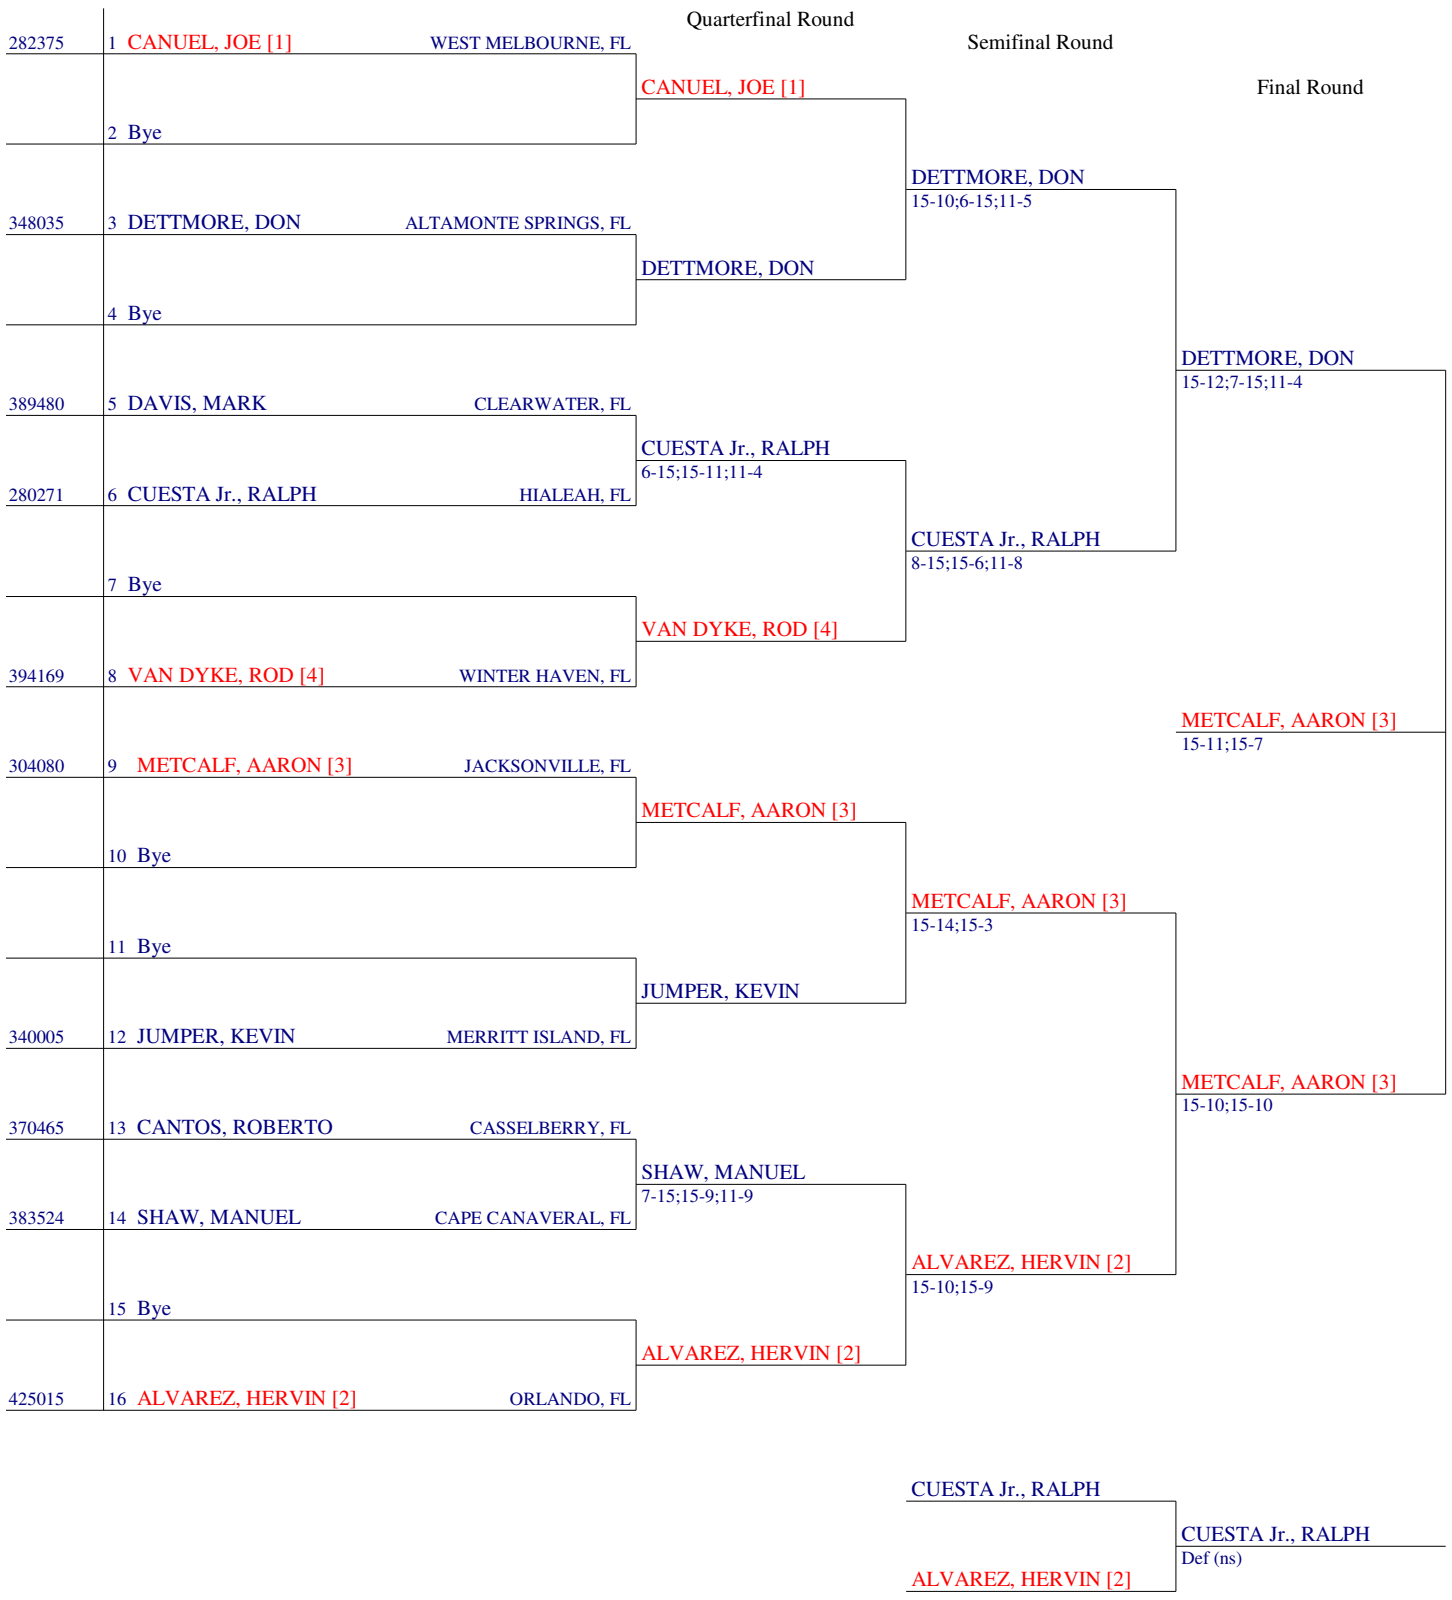 Quarterfinal Round
Semifinal Round
Final Round
282375 1 CANUEL, JOE [1] WEST MELBOURNE, FL
CANUEL, JOE [1]
2 Bye
DETTMORE, DON
15-10;6-15;11-5
348035 3 DETTMORE, DON ALTAMONTE SPRINGS, FL
DETTMORE, DON
4 Bye
DETTMORE, DON
15-12;7-15;11-4
389480 5 DAVIS, MARK CLEARWATER, FL
CUESTA Jr., RALPH
6-15;15-11;11-4
280271 6 CUESTA Jr., RALPH HIALEAH, FL
CUESTA Jr., RALPH
8-15;15-6;11-8
7 Bye
VAN DYKE, ROD [4]
394169 8 VAN DYKE, ROD [4] WINTER HAVEN, FL
METCALF, AARON [3]
15-11;15-7
304080 9 METCALF, AARON [3] JACKSONVILLE, FL
METCALF, AARON [3]
10 Bye
METCALF, AARON [3]
15-14;15-3
11 Bye
JUMPER, KEVIN
340005 12 JUMPER, KEVIN MERRITT ISLAND, FL
METCALF, AARON [3]
15-10;15-10
370465 13 CANTOS, ROBERTO CASSELBERRY, FL
SHAW, MANUEL
7-15;15-9;11-9
383524 14 SHAW, MANUEL CAPE CANAVERAL, FL
ALVAREZ, HERVIN [2]
15-10;15-9
15 Bye
ALVAREZ, HERVIN [2]
425015 16 ALVAREZ, HERVIN [2] ORLANDO, FL
CUESTA Jr., RALPH
CUESTA Jr., RALPH
Def (ns)
ALVAREZ, HERVIN [2]